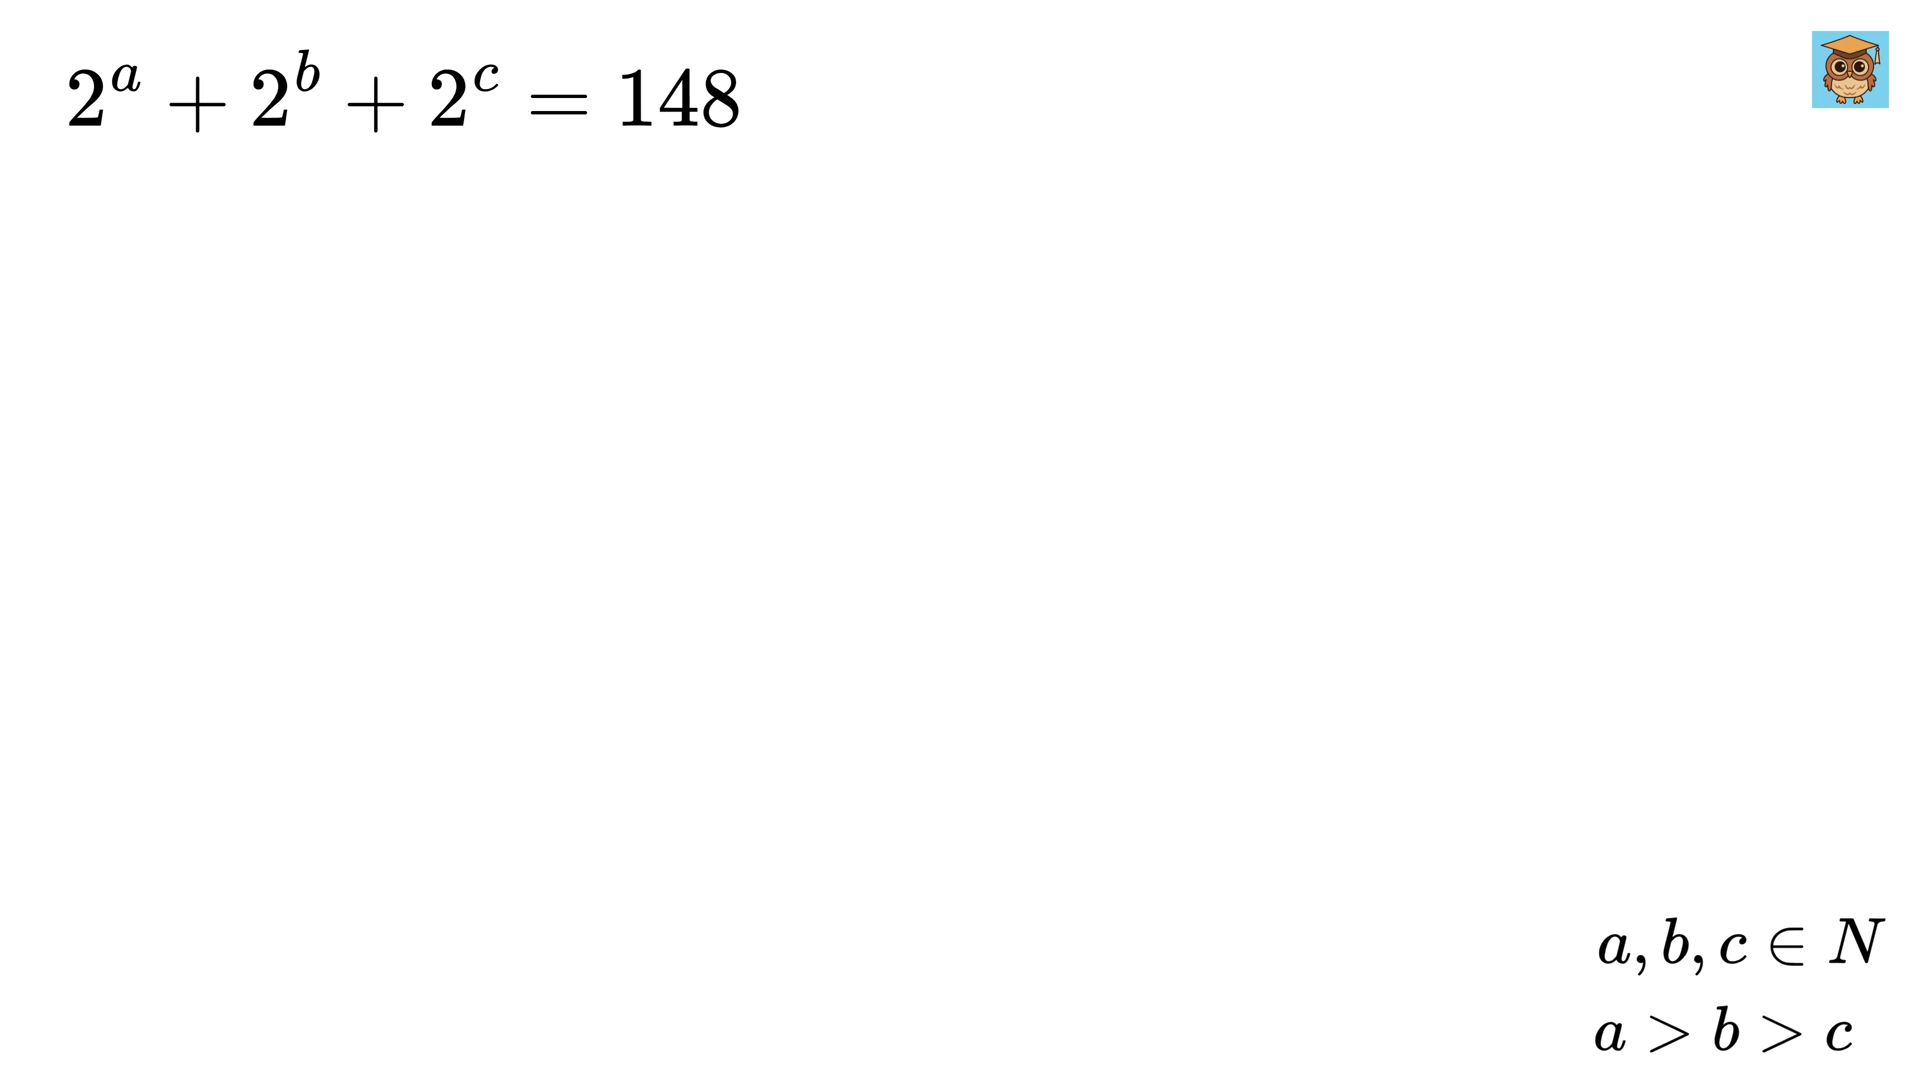 2^a + 2^b + 2^c = 148
a, b, c ∈ N
a > b > c